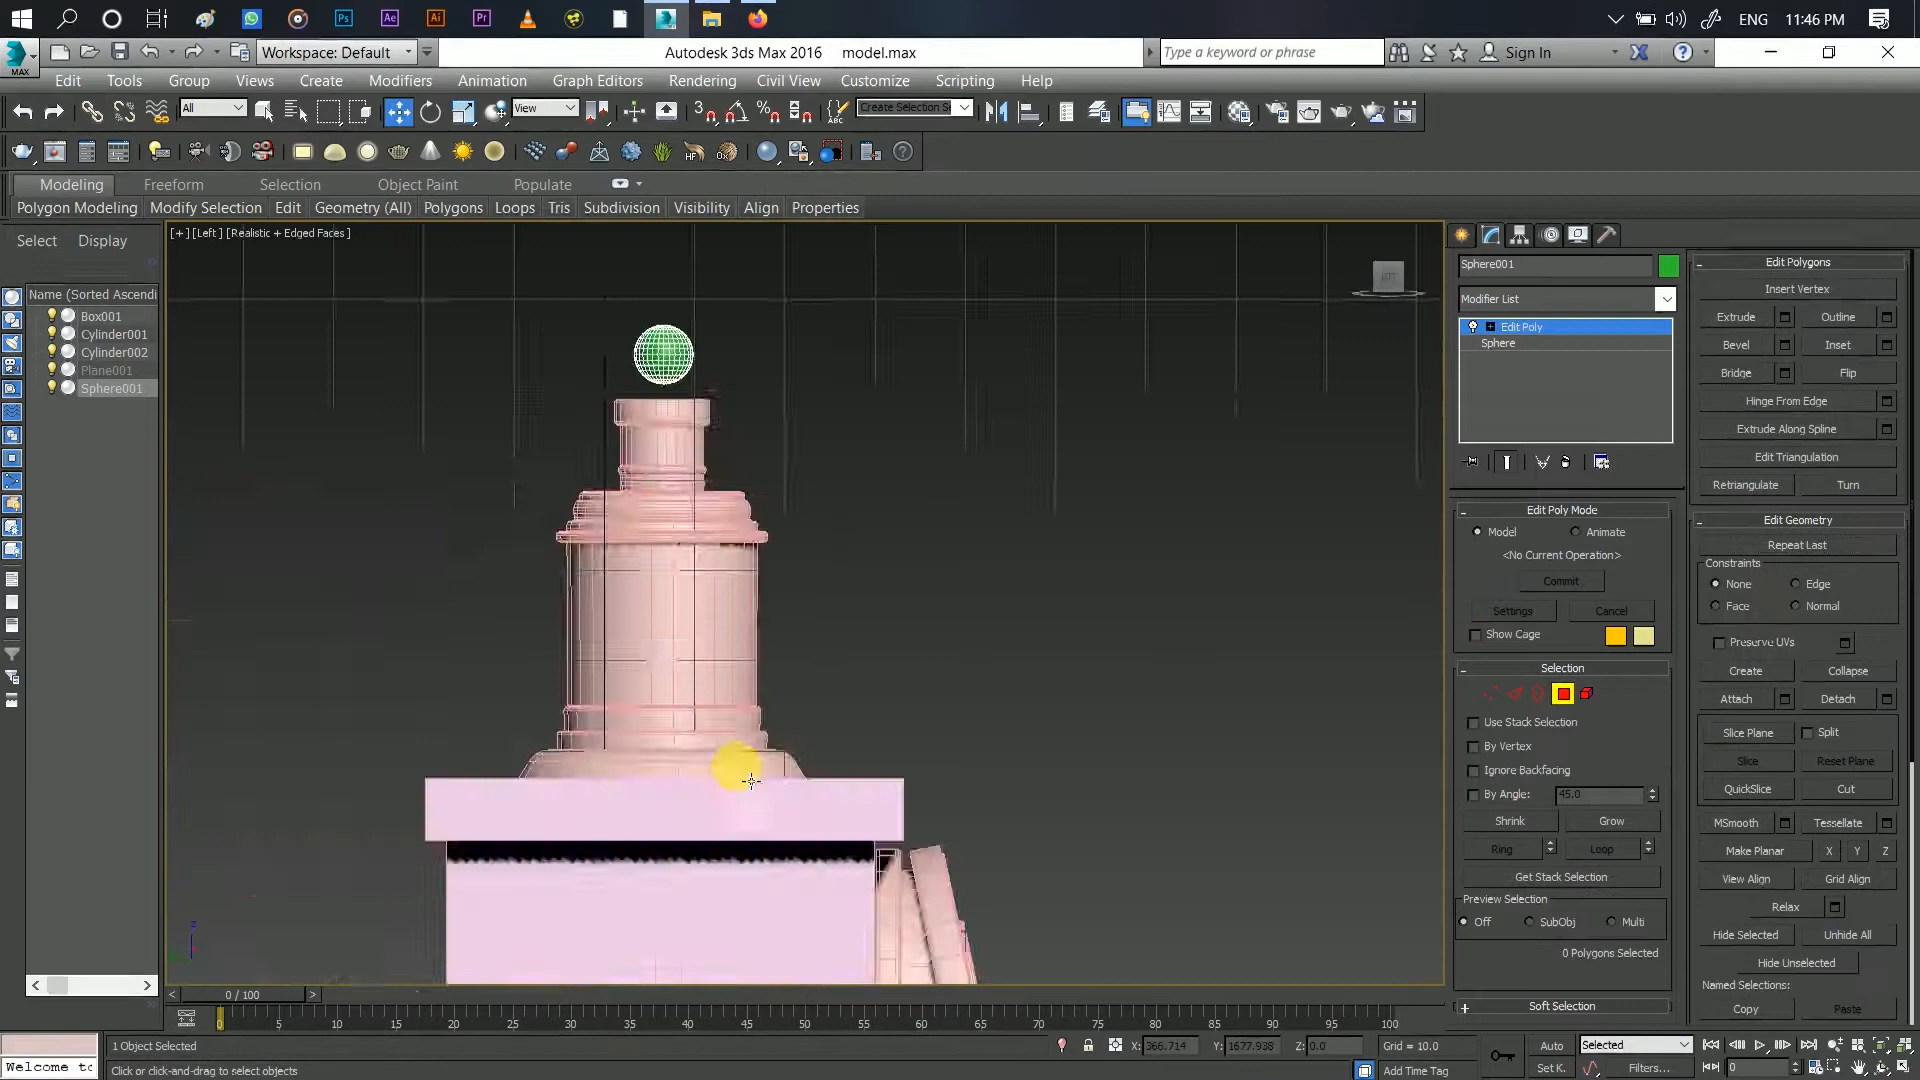 Ps
Ae
Ai
Pr
ENG
11:46 PM
MAX
Workspace: Default
Autodesk 3ds Max 2016 model.max
Type a keyword or phrase
Sign In
Edit
Tools
Group
Views
Create
Modifiers
Animation
Graph Editors
Rendering
Civil View
Customize
Scripting
Help
All
View
Create Selection Se
Modeling
Freeform
Selection
Object Paint
Populate
Polygon Modeling
Modify Selection
Edit
Geometry (All)
Polygons
Loops
Tris
Subdivision
Visibility
Align
Properties
Select
Display
[+] [Left] [Realistic + Edged Faces]
Name (Sorted Ascendi
Box001
Cylinder001
Cylinder002
Plane001
Sphere001
Sphere001
Modifier List
Edit Poly
Sphere
Edit Poly Mode
Model
Animate
<No Current Operation>
Commit
Settings
Cancel
Show Cage
Selection
Use Stack Selection
By Vertex
Ignore Backfacing
By Angle:
45.0
Shrink
Grow
Ring
Loop
Get Stack Selection
Preview Selection
Off
SubObj
Multi
0 Polygons Selected
Soft Selection
Edit Polygons
Insert Vertex
Extrude
Outline
Bevel
Inset
Bridge
Flip
Hinge From Edge
Extrude Along Spline
Edit Triangulation
Retriangulate
Turn
Edit Geometry
Repeat Last
Constraints
None
Edge
Face
Normal
Preserve UVs
Create
Collapse
Attach
Detach
Slice Plane
Split
Slice
Reset Plane
QuickSlice
Cut
MSmooth
Tessellate
Make Planar
X
Y
Z
View Align
Grid Align
Relax
Hide Selected
Unhide All
Hide Unselected
Named Selections:
Copy
Paste
0 / 100
0 5 10 15 20 25 30 35 40 45 50 55 60 65 70 75 80 85 90 95 100
1 Object Selected
X: 366.714
Y: 1677.938
Z: 0.0
Grid = 10.0
Auto
Selected
Welcome to
Click or click-and-drag to select objects
Add Time Tag
Set K.
Filters...
0